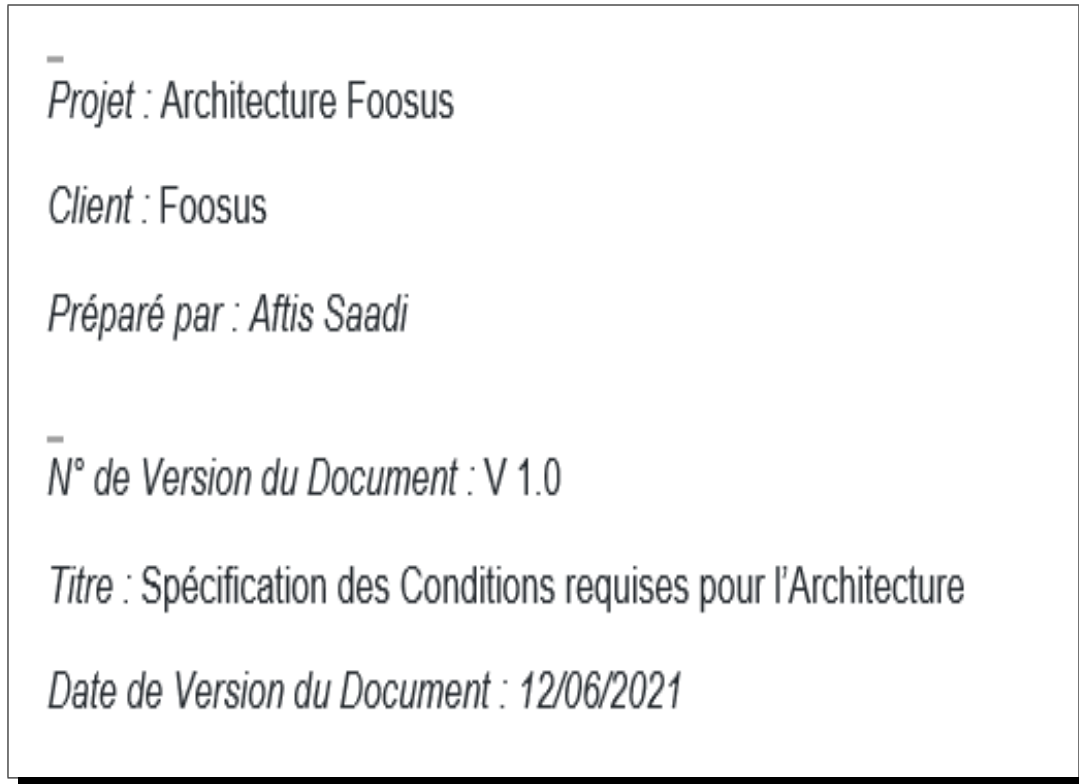 Projet : Architecture Foosus
Client : Foosus
Préparé par : Aftis Saadi
N° de Version du Document : V 1.0
Titre : Spécification des Conditions requises pour l’Architecture
Date de Version du Document : 12/06/2021